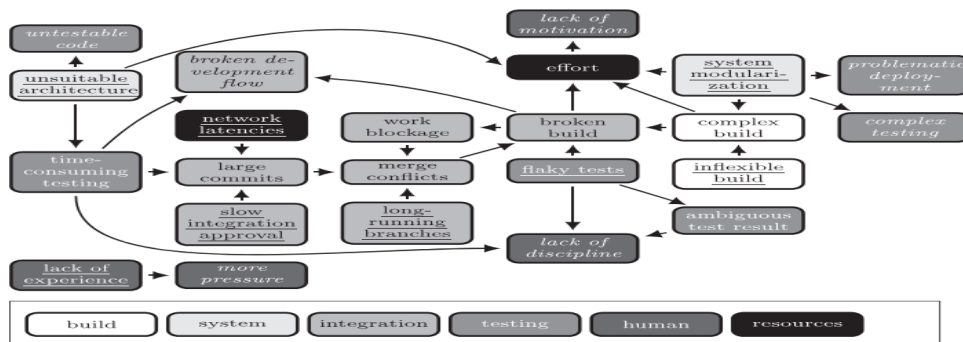 untestable
code
unsuitable
architecture
broken de-
velopment
flow
lack of
motivation
effort
system
modulari-
zation
problematic
deploy-
ment
network
latencies
work
blockage
broken
build
complex
build
complex
testing
time-
consuming
testing
large
commits
merge
conflicts
flaky tests
inflexible
build
slow
integration
approval
long-
running
branches
lack of
discipline
ambiguous
test result
lack of
experience
more
pressure
build
system
integration
testing
human
resources